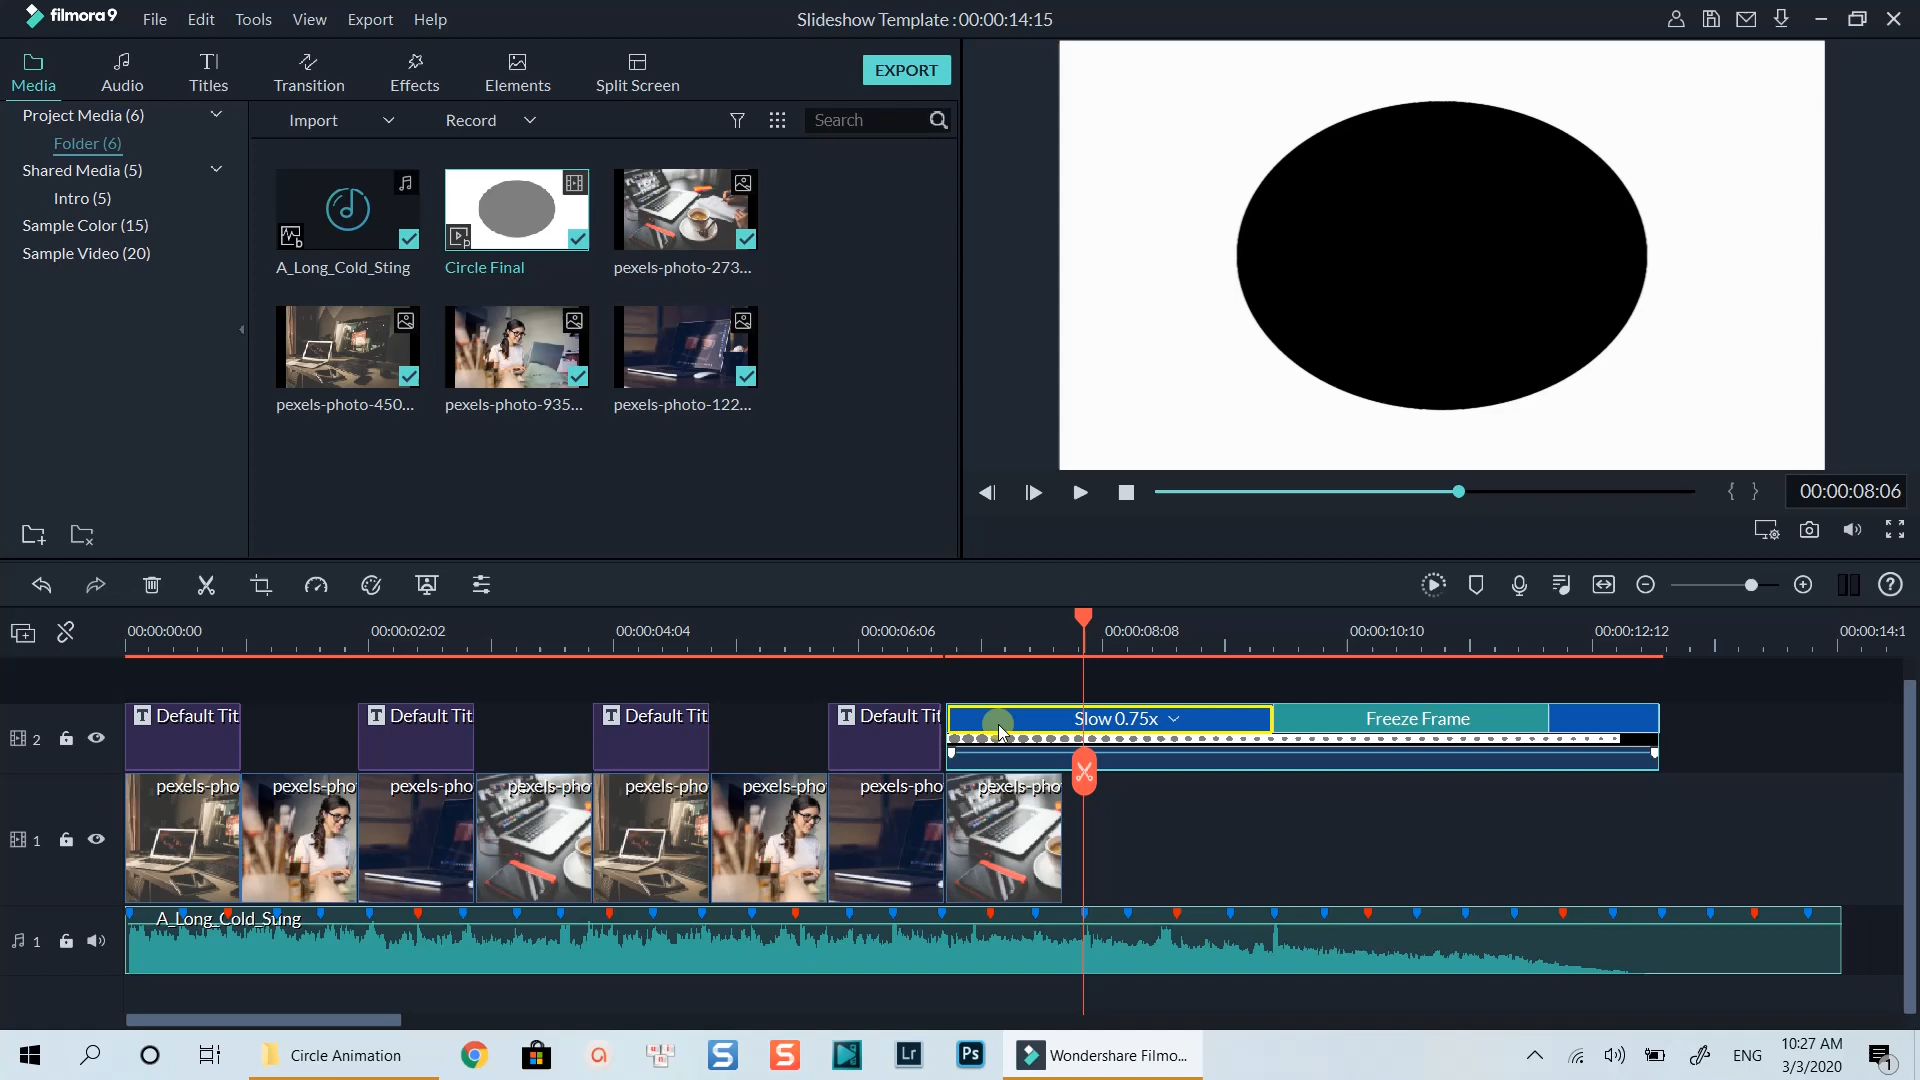 filmora9 File Edit Tools View Export Help
Slideshow Template : 00:00:14:15
Media Audio Titles Transition Effects Elements Split Screen
EXPORT
Project Media (6)
Folder (6)
Shared Media (5)
Intro (5)
Sample Color (15)
Sample Video (20)
Import Record Search
A_Long_Cold_Sting Circle Final pexels-photo-273...
pexels-photo-450... pexels-photo-935... pexels-photo-122...
00:00:08:06
00:00:00:00 00:00:02:02 00:00:04:04 00:00:06:06 00:00:08:08 00:00:10:10 00:00:12:12 00:00:14:1
2 T Default Tit T Default Tit T Default Tit T Default Tit Slow 0.75x Freeze Frame
1 pexels-pho pexels-pho pexels-pho pexels-pho pexels-pho pexels-pho pexels-pho pexels-pho
1 A_Long_Cold_Sting
Circle Animation
Lr
Ps
Wondershare Filmo...
ENG
10:27 AM
3/3/2020
1